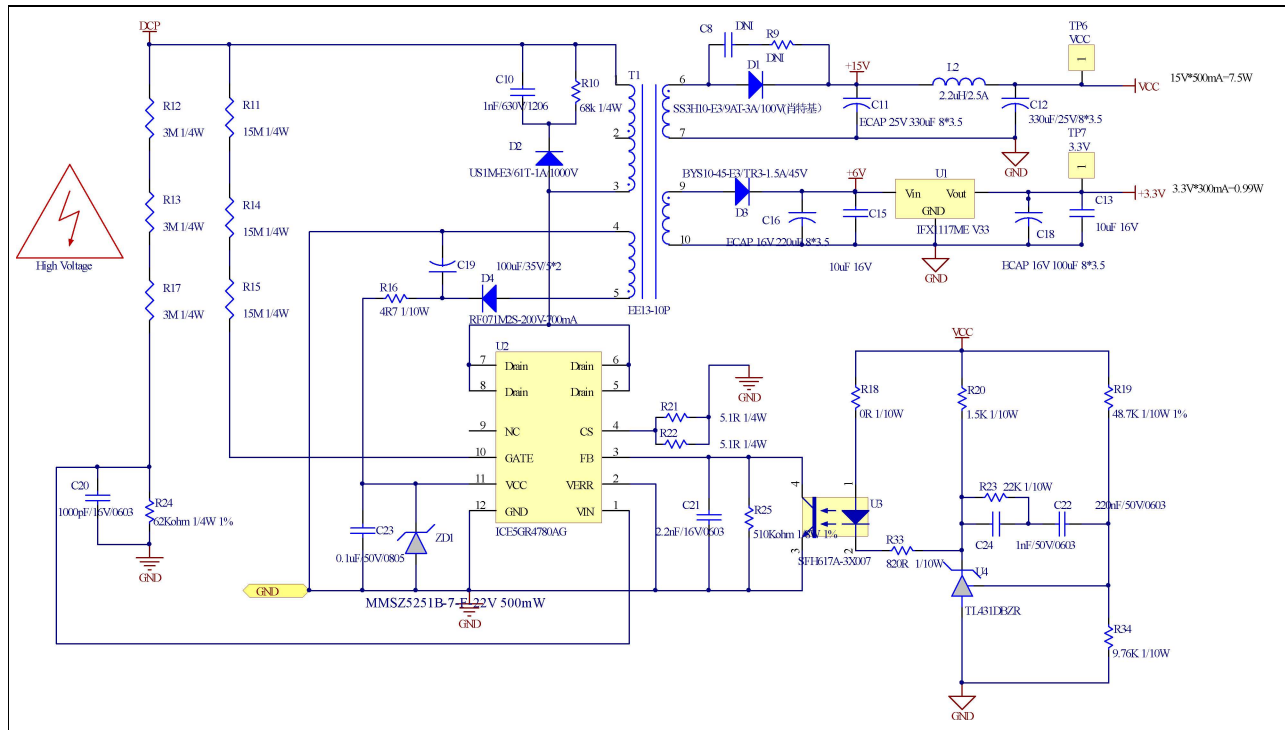 DCP
R12
3M 1/4W
R11
15M 1/4W
C10
1nF/630V/1206
R10
68k 1/4W
T1
2
3
4
5
6
7
9
10
EE13-10P
C8
DNI
R9
DNI
D1
SS3H10-E3/9AT-3A/100V(肖特基)
+15V
C11
ECAP 25V 330uF 8*3.5
L2
2.2uH/2.5A
C12
330uF/25V/8*3.5
TP6
VCC
1
VCC
15V*500mA=7.5W
GND
TP7
3.3V
1
D2
US1M-E3/61T-1A/1000V
BYS10-45-E3/TR3-1.5A/45V
D3
+6V
C16
ECAP 16V 220uF 8*3.5
C15
10uF 16V
U1
Vin
Vout
GND
IFX1117ME V33
GND
C18
ECAP 16V 100uF 8*3.5
C13
10uF 16V
+3.3V
3.3V*300mA=0.99W
High Voltage
R13
3M 1/4W
R14
15M 1/4W
R17
3M 1/4W
R15
15M 1/4W
C19
100uF/35V/5*2
R16
4R7 1/10W
D4
RF071M2S-200V-700mA
U2
7
8
9
10
11
12
Drain
Drain
NC
GATE
VCC
GND
Drain
Drain
CS
FB
VERR
VIN
6
5
4
3
2
1
ICE5GR4780AG
GND
R21
5.1R 1/4W
R22
5.1R 1/4W
C20
1000pF/16V/0603
R24
62Kohm 1/4W 1%
GND
C23
0.1uF/50V/0805
ZD1
MMSZ5251B-7-F-22V 500mW
GND
GND
C21
2.2nF/16V/0603
R25
510Kohm 1/8W 1%
4
3
1
2
U3
SFH617A-3X007
VCC
R18
0R 1/10W
R20
1.5K 1/10W
R19
48.7K 1/10W 1%
R23 22K 1/10W
C22
220nF/50V/0603
C24
1nF/50V/0603
R33
820R 1/10W
U4
TL431DBZR
R34
9.76K 1/10W
GND